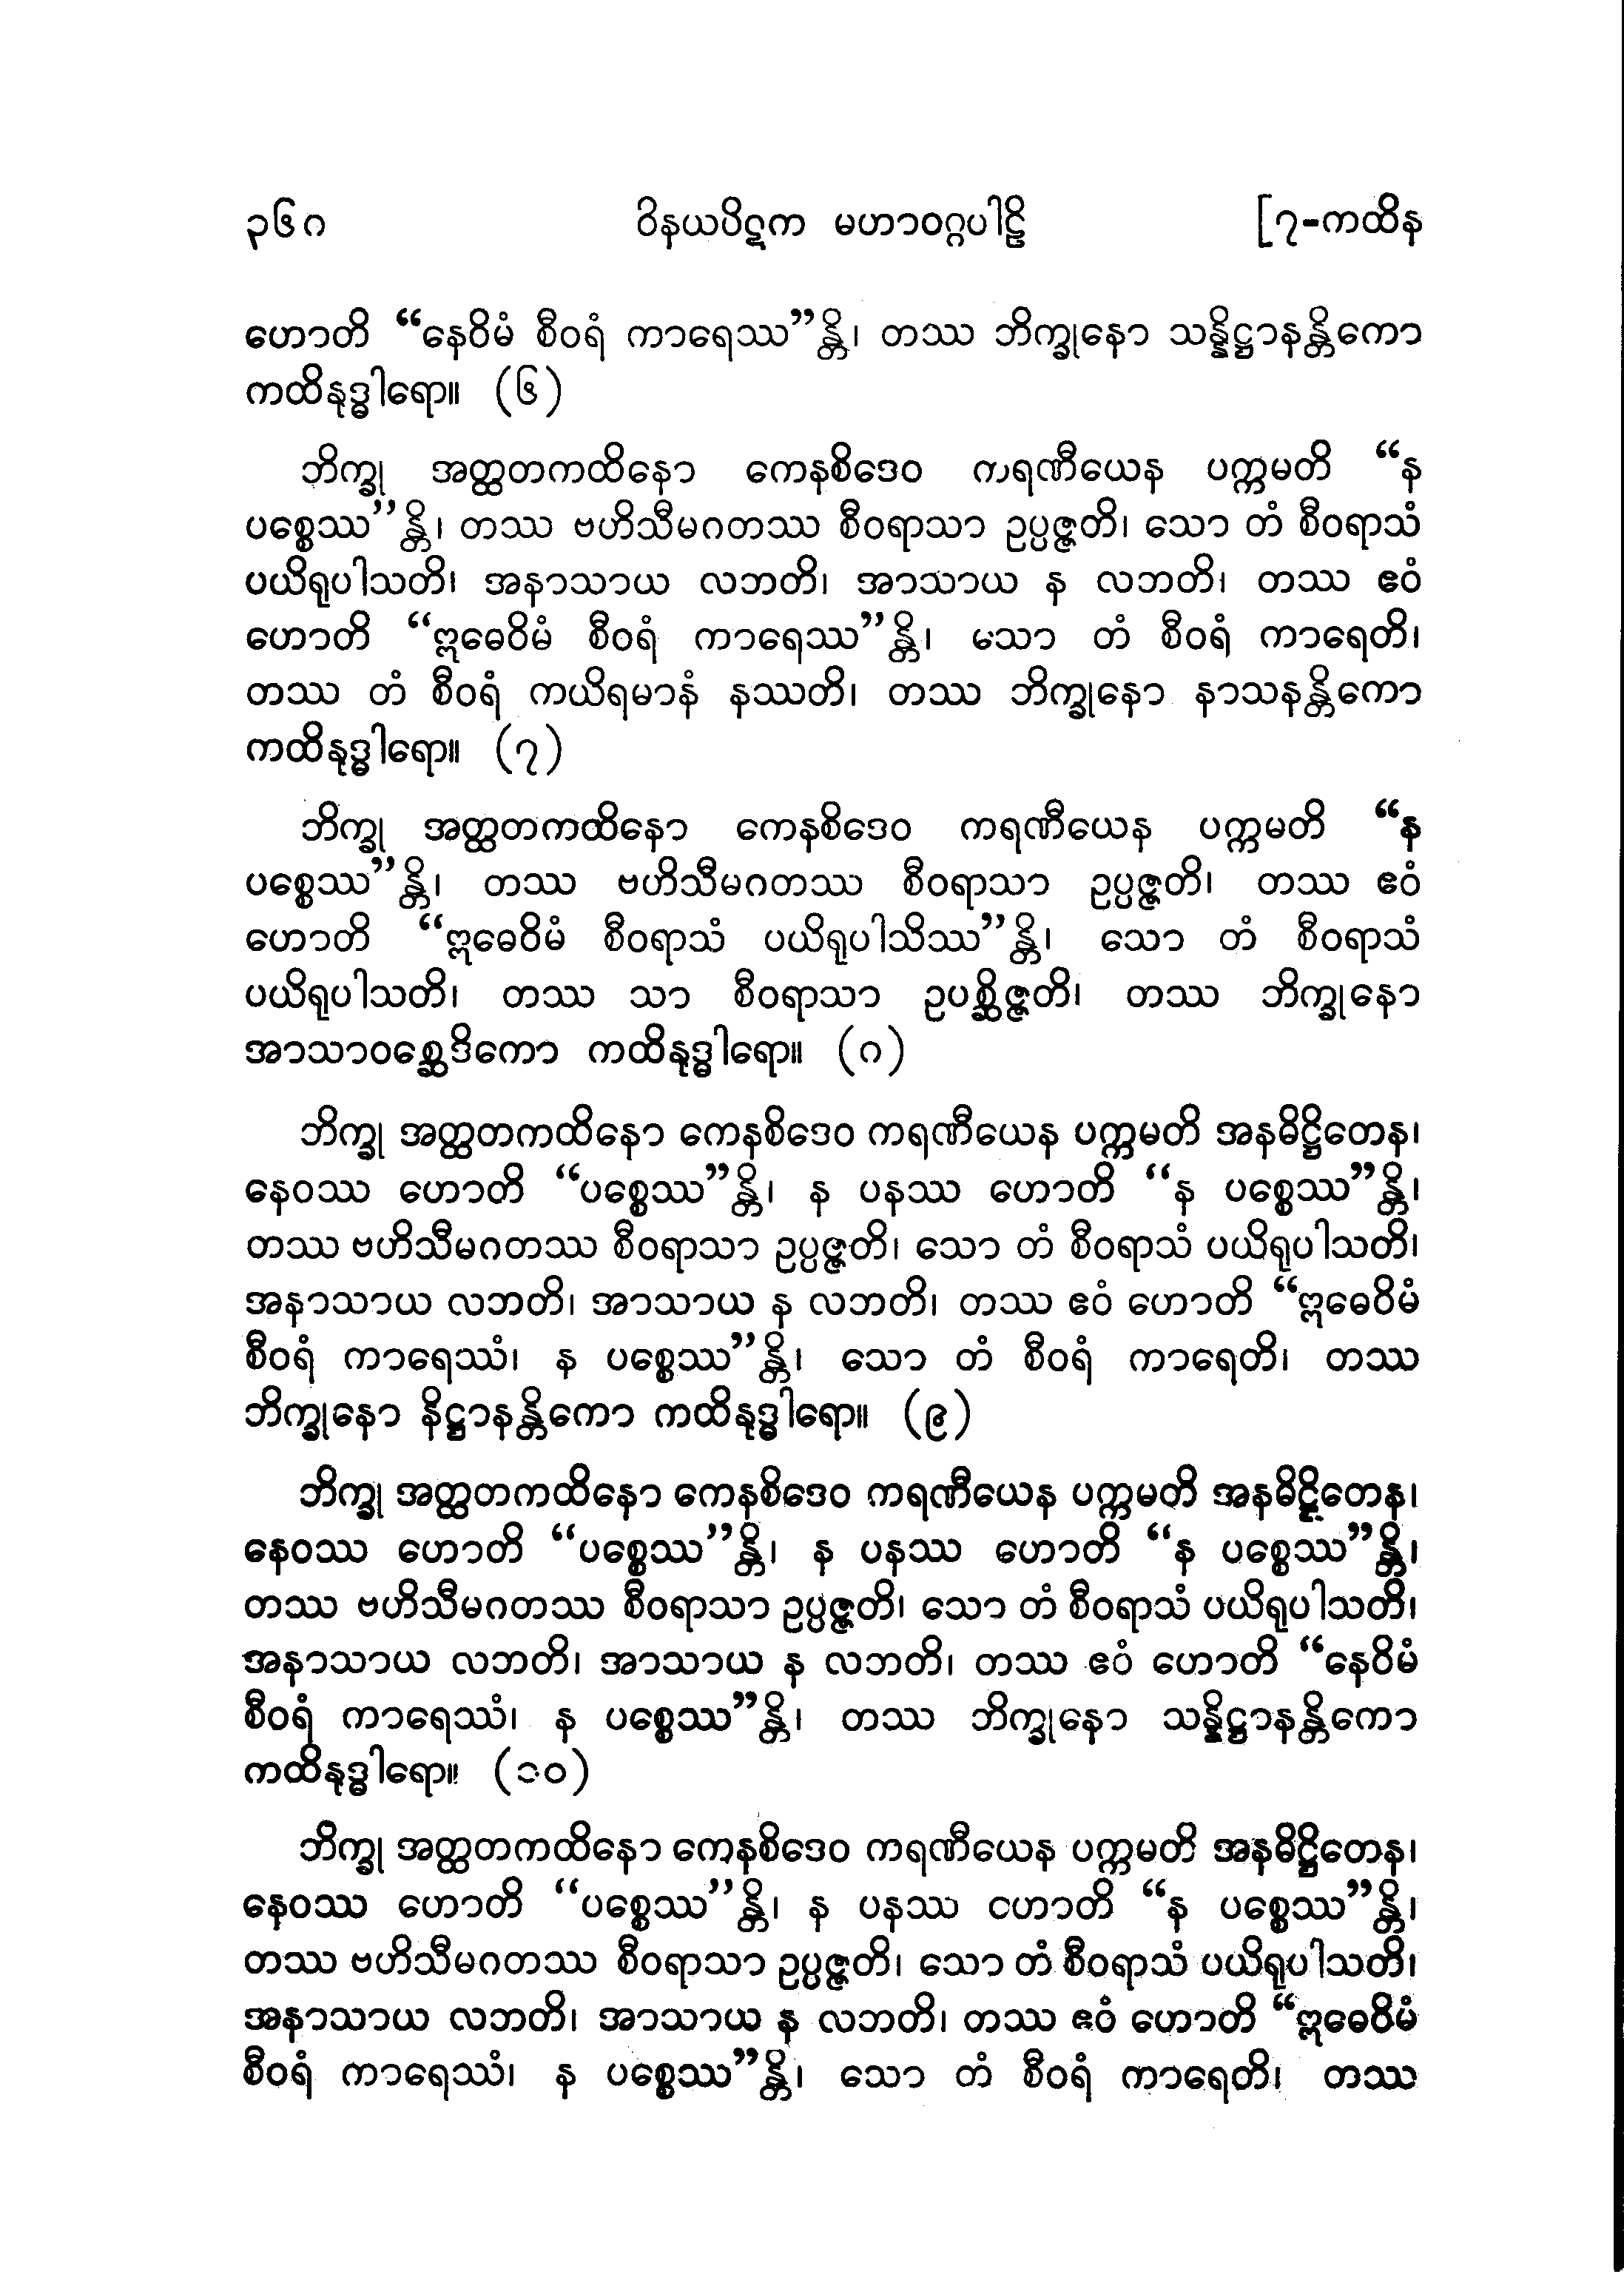 ၃၆၈ ဝိနယပိဋက မဟာဝဂ္ဂပါဠိ [၇-ကထိန
ဟောတိ “နေဝိမံ စီဝရံ ကာရေဿ”န္တိ၊ တဿ ဘိက္ခုနော သန္နိဋ္ဌာနန္တိကော
ကထိနုဒ္ဓါရော။ (၆)
ဘိက္ခု အတ္ထတကထိနော ကေနစိဒေဝ ကရဏီယေန ပက္ကမတိ “န
ပစ္စေဿ”န္တိ၊ တဿ ဗဟိသီမဂတဿ စီဝရာသာ ဥပ္ပဇ္ဇတိ၊ သော တံ စီဝရာသံ
ပယိရုပါသတိ၊ အနာသာယ လဘတိ၊ အာသာယ န လဘတိ၊ တဿ ဧဝံ
ဟောတိ “ဣဓေဝိမံ စီဝရံ ကာရေဿ”န္တိ၊ သော တံ စီဝရံ ကာရေတိ၊
တဿ တံ စီဝရံ ကယိရမာနံ နဿတိ၊ တဿ ဘိက္ခုနော နာသနန္တိကော
ကထိနုဒ္ဓါရော။ (၇)
ဘိက္ခု အတ္ထတကထိနော ကေနစိဒေဝ ကရဏီယေန ပက္ကမတိ “န
ပစ္စေဿ”န္တိ၊ တဿ ဗဟိသီမဂတဿ စီဝရာသာ ဥပ္ပဇ္ဇတိ၊ တဿ ဧဝံ
ဟောတိ “ဣဓေဝိမံ စီဝရာသံ ပယိရုပါသိဿ”န္တိ၊ သော တံ စီဝရာသံ
ပယိရုပါသတိ၊ တဿ သာ စီဝရာသာ ဥပစ္ဆိဇ္ဇတိ၊ တဿ ဘိက္ခုနော
အာသာဝစ္ဆေဒိကော ကထိနုဒ္ဓါရော။ (၈)
ဘိက္ခု အတ္ထတကထိနော ကေနစိဒေဝ ကရဏီယေန ပက္ကမတိ အနဓိဋ္ဌိတေန၊
နေဝဿ ဟောတိ “ပစ္စေဿ”န္တိ၊ န ပနဿ ဟောတိ “န ပစ္စေဿ”န္တိ၊
တဿ ဗဟိသီမဂတဿ စီဝရာသာ ဥပ္ပဇ္ဇတိ၊ သော တံ စီဝရာသံ ပယိရုပါသတိ၊
အနာသာယ လဘတိ၊ အာသာယ န လဘတိ၊ တဿ ဧဝံ ဟောတိ “ဣဓေဝိမံ
စီဝရံ ကာရေဿံ၊ န ပစ္စေဿ”န္တိ၊ သော တံ စီဝရံ ကာရေတိ၊ တဿ
ဘိက္ခုနော နိဋ္ဌာနန္တိကော ကထိနုဒ္ဓါရော။ (၉)
ဘိက္ခု အတ္ထတကထိနော ကေနစိဒေဝ ကရဏီယေန ပက္ကမတိ အနဓိဋ္ဌိတေန၊
နေဝဿ ဟောတိ “ပစ္စေဿ”န္တိ၊ န ပနဿ ဟောတိ “န ပစ္စေဿ”န္တိ၊
တဿ ဗဟိသီမဂတဿ စီဝရာသာ ဥပ္ပဇ္ဇတိ၊ သော တံ စီဝရာသံ ပယိရုပါသတိ၊
အနာသာယ လဘတိ၊ အာသာယ န လဘတိ၊ တဿ ဧဝံ ဟောတိ “နေဝိမံ
စီဝရံ ကာရေဿံ၊ န ပစ္စေဿ”န္တိ၊ တဿ ဘိက္ခုနော သန္နိဋ္ဌာနန္တိကော
ကထိနုဒ္ဓါရော။ (၁၀)
ဘိက္ခု အတ္ထတကထိနော ကေနစိဒေဝ ကရဏီယေန ပက္ကမတိ အနဓိဋ္ဌိတေန၊
နေဝဿ ဟောတိ “ပစ္စေဿ”န္တိ၊ န ပနဿ ဟောတိ “န ပစ္စေဿ”န္တိ၊
တဿ ဗဟိသီမဂတဿ စီဝရာသာ ဥပ္ပဇ္ဇတိ၊ သော တံ စီဝရာသံ ပယိရုပါသတိ၊
အနာသာယ လဘတိ၊ အာသာယ န လဘတိ၊ တဿ ဧဝံ ဟောတိ “ဣဓေဝိမံ
စီဝရံ ကာရေဿံ၊ န ပစ္စေဿ”န္တိ၊ သော တံ စီဝရံ ကာရေတိ၊ တဿ